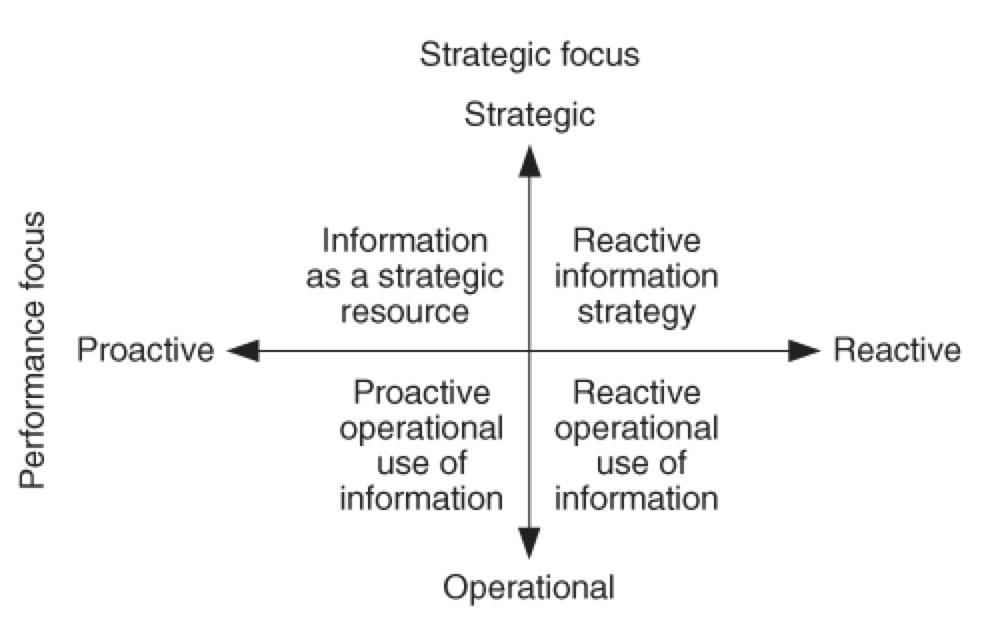 Strategic focus
Strategic
Performance focus
Information
as a strategic
resource
Reactive
information
strategy
Proactive
Reactive
Proactive
operational
use of
information
Reactive
operational
use of
information
Operational